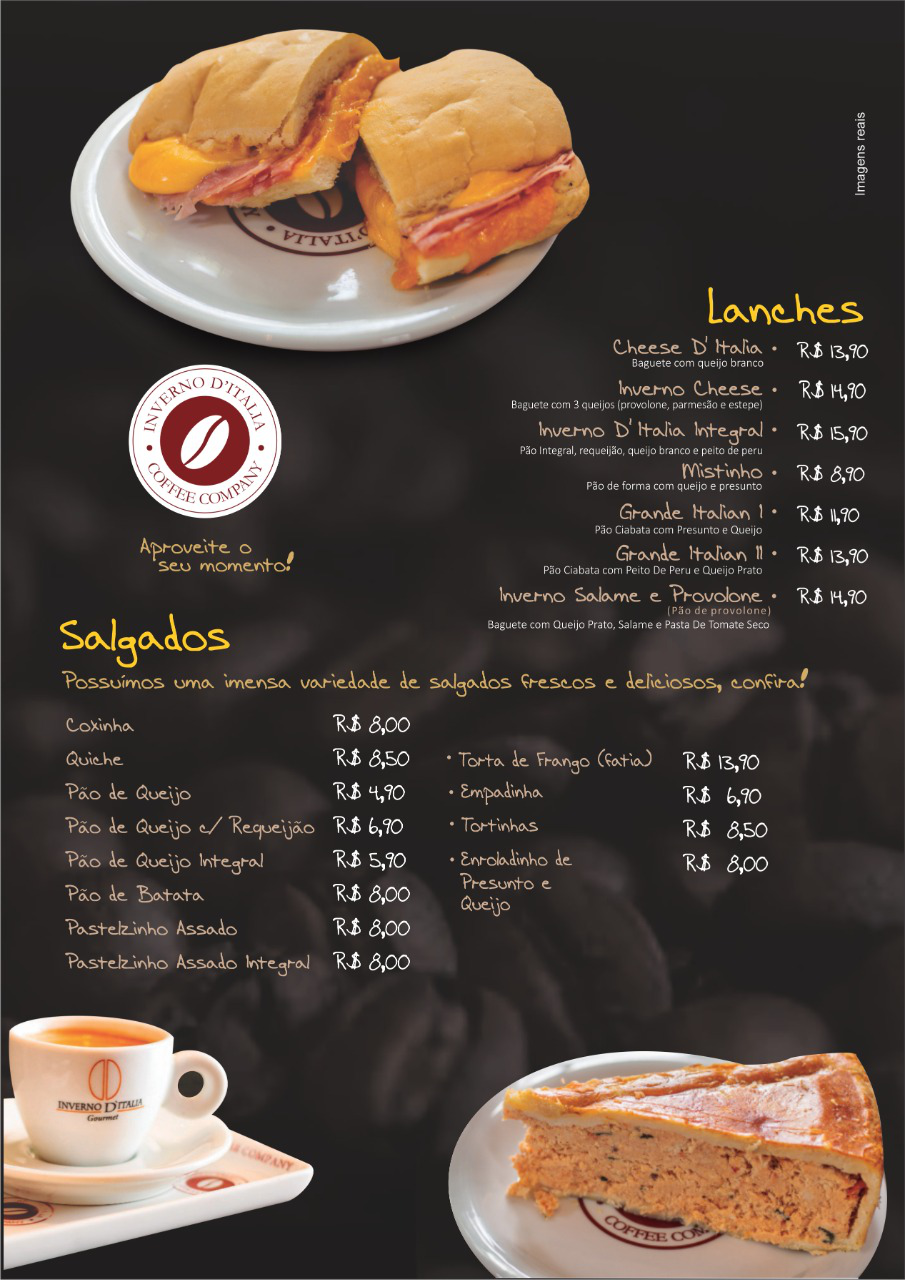 Imagens reais
D'ITALIA
Lanches
Cheese D'Italia • R$ 13,90
Baguete com queijo branco
Inverno Cheese • R$ 14,90
Baguete com 3 queijos (provolone, parmesão e estepe)
Inverno D'Italia Integral • R$ 15,90
Pão Integral, requeijão, queijo branco e peito de peru
Mistinho • R$ 8,90
Pão de forma com queijo e presunto
Grande Italian I • R$ 11,90
Pão Ciabata com Presunto e Queijo
Grande Italian II • R$ 13,90
Pão Ciabata com Peito De Peru e Queijo Prato
Inverno Salame e Provolone • R$ 14,90
(Pão de provolone)
Baguete com Queijo Prato, Salame e Pasta De Tomate Seco
INVERNO D'ITALIA
• COFFEE COMPANY •
Aproveite o
seu momento!
Salgados
Possuímos uma imensa variedade de salgados frescos e deliciosos, confira!
Coxinha R$ 8,00
Quiche R$ 8,50
Pão de Queijo R$ 4,90
Pão de Queijo c/ Requeijão R$ 6,90
Pão de Queijo Integral R$ 5,90
Pão de Batata R$ 8,00
Pastelzinho Assado R$ 8,00
Pastelzinho Assado Integral R$ 8,00
• Torta de Frango (fatia) R$ 13,90
• Empadinha R$ 6,90
• Tortinhas R$ 8,50
• Enroladinho de R$ 8,00
Presunto e
Queijo
INVERNO D'ITALIA
Gourmet
COMPANY
COFFEE COM